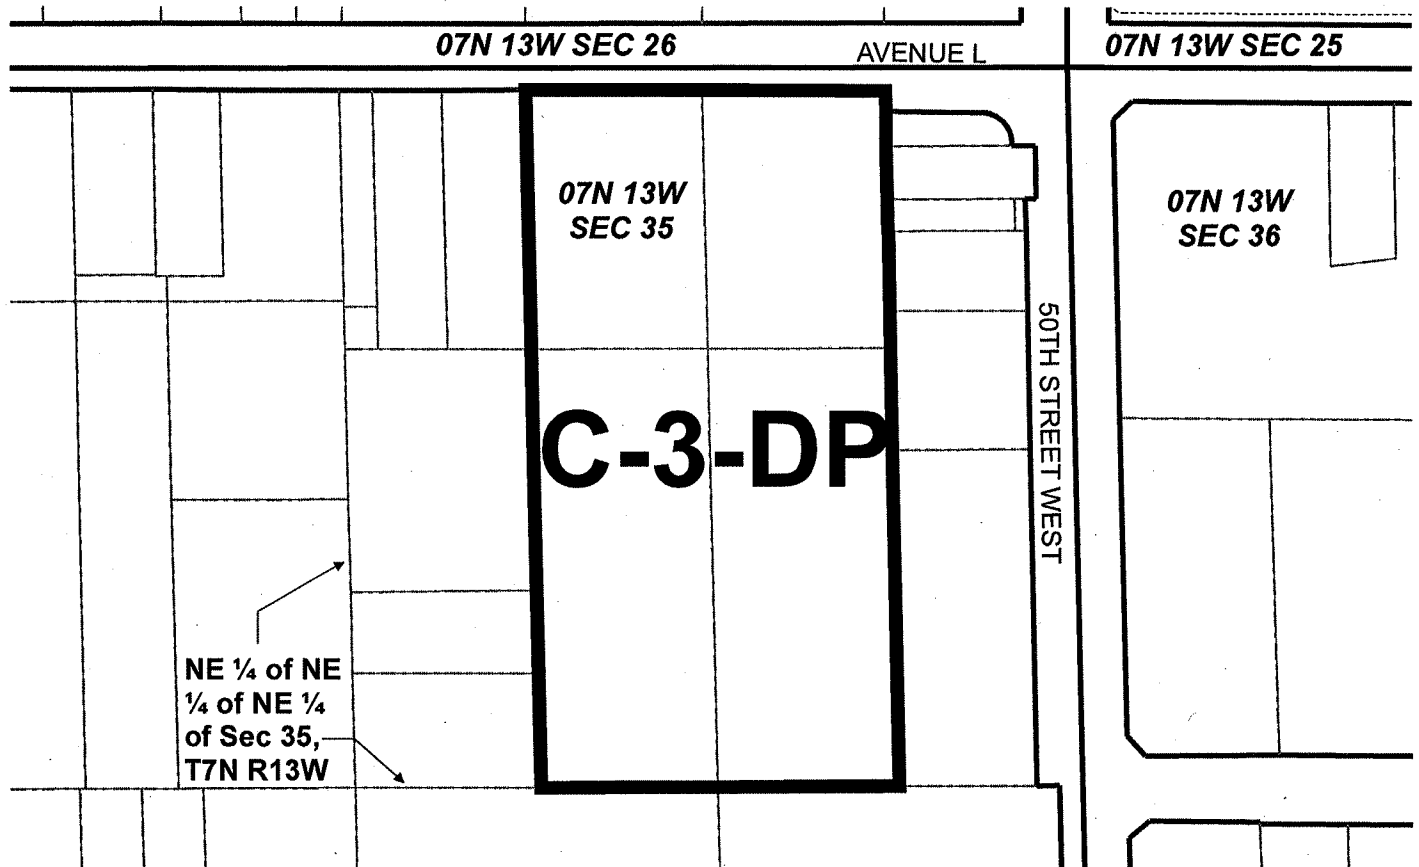 07N 13W SEC 26
AVENUE L
07N 13W SEC 25
07N 13W
SEC 35
07N 13W
SEC 36
C-3-DP
50TH STREET WEST
NE ¼ of NE
¼ of NE ¼
of Sec 35,
T7N R13W